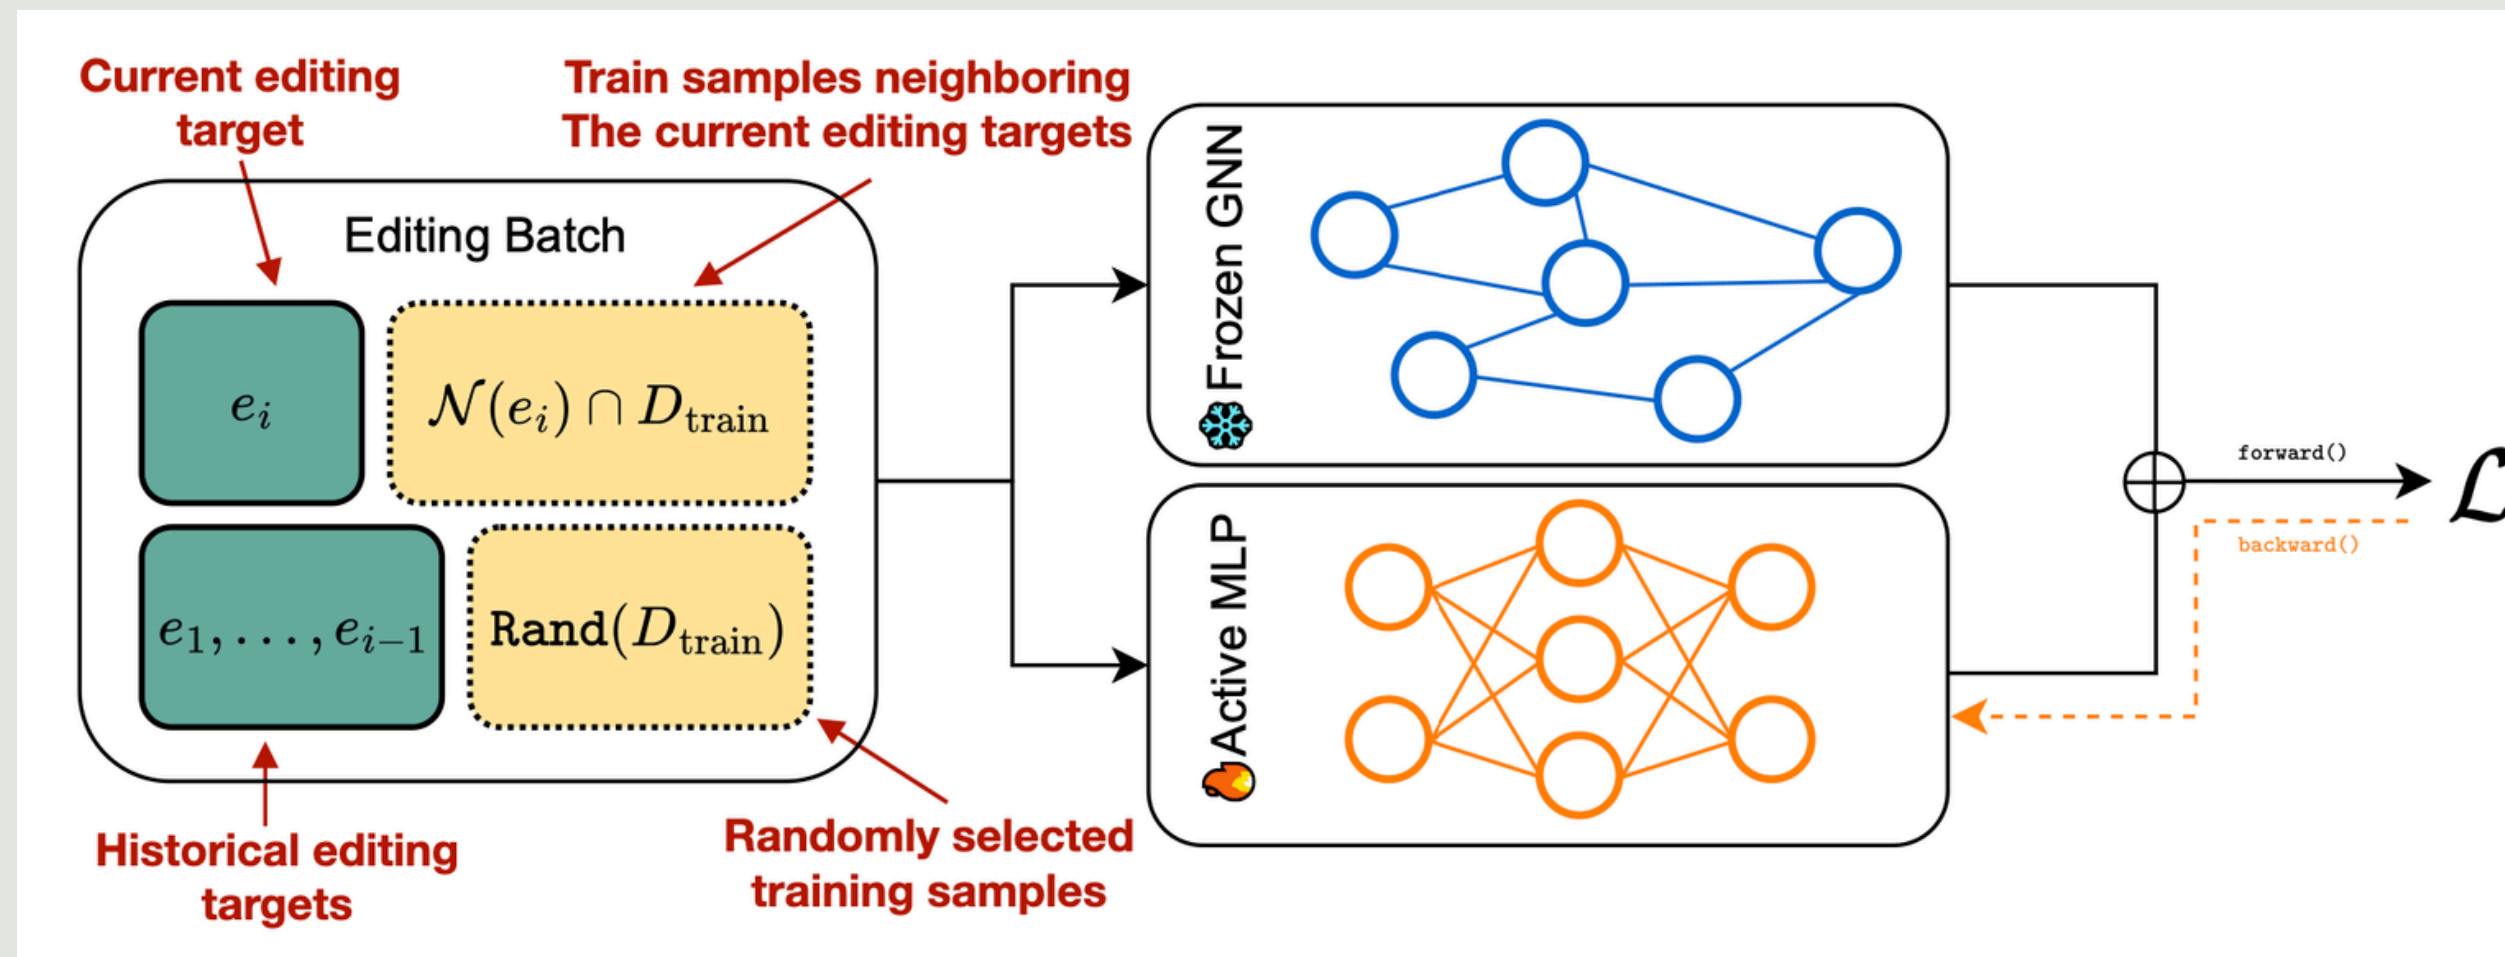 Current editing
target
Train samples neighboring
The current editing targets
Editing Batch
e_i
𝒩(e_i) ∩ D_train
e_1, . . . , e_{i−1}
Rand(D_train)
Historical editing
targets
Randomly selected
training samples
Frozen GNN
Active MLP
forward()
backward()
ℒ